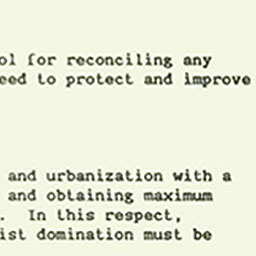 ol for reconciling any
eed to protect and improve
and urbanization with a
and obtaining maximum
. In this respect,
ist domination must be